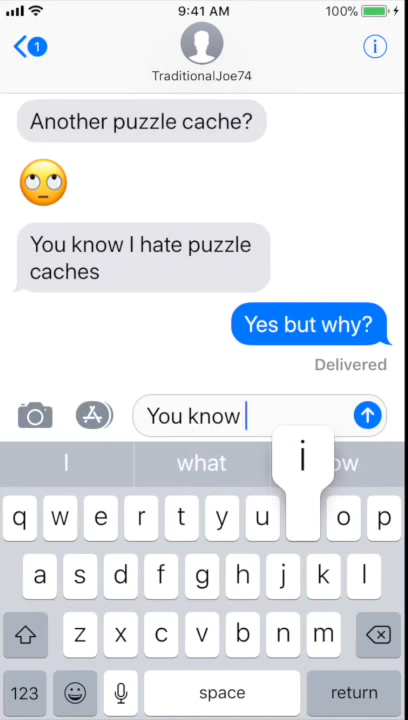 9:41 AM
100%
1
TraditionalJoe74
Another puzzle cache?
You know I hate puzzle
caches
Yes but why?
Delivered
You know
I what ow
i
q w e r t y u o p
a s d f g h j k l
z x c v b n m
123 space return